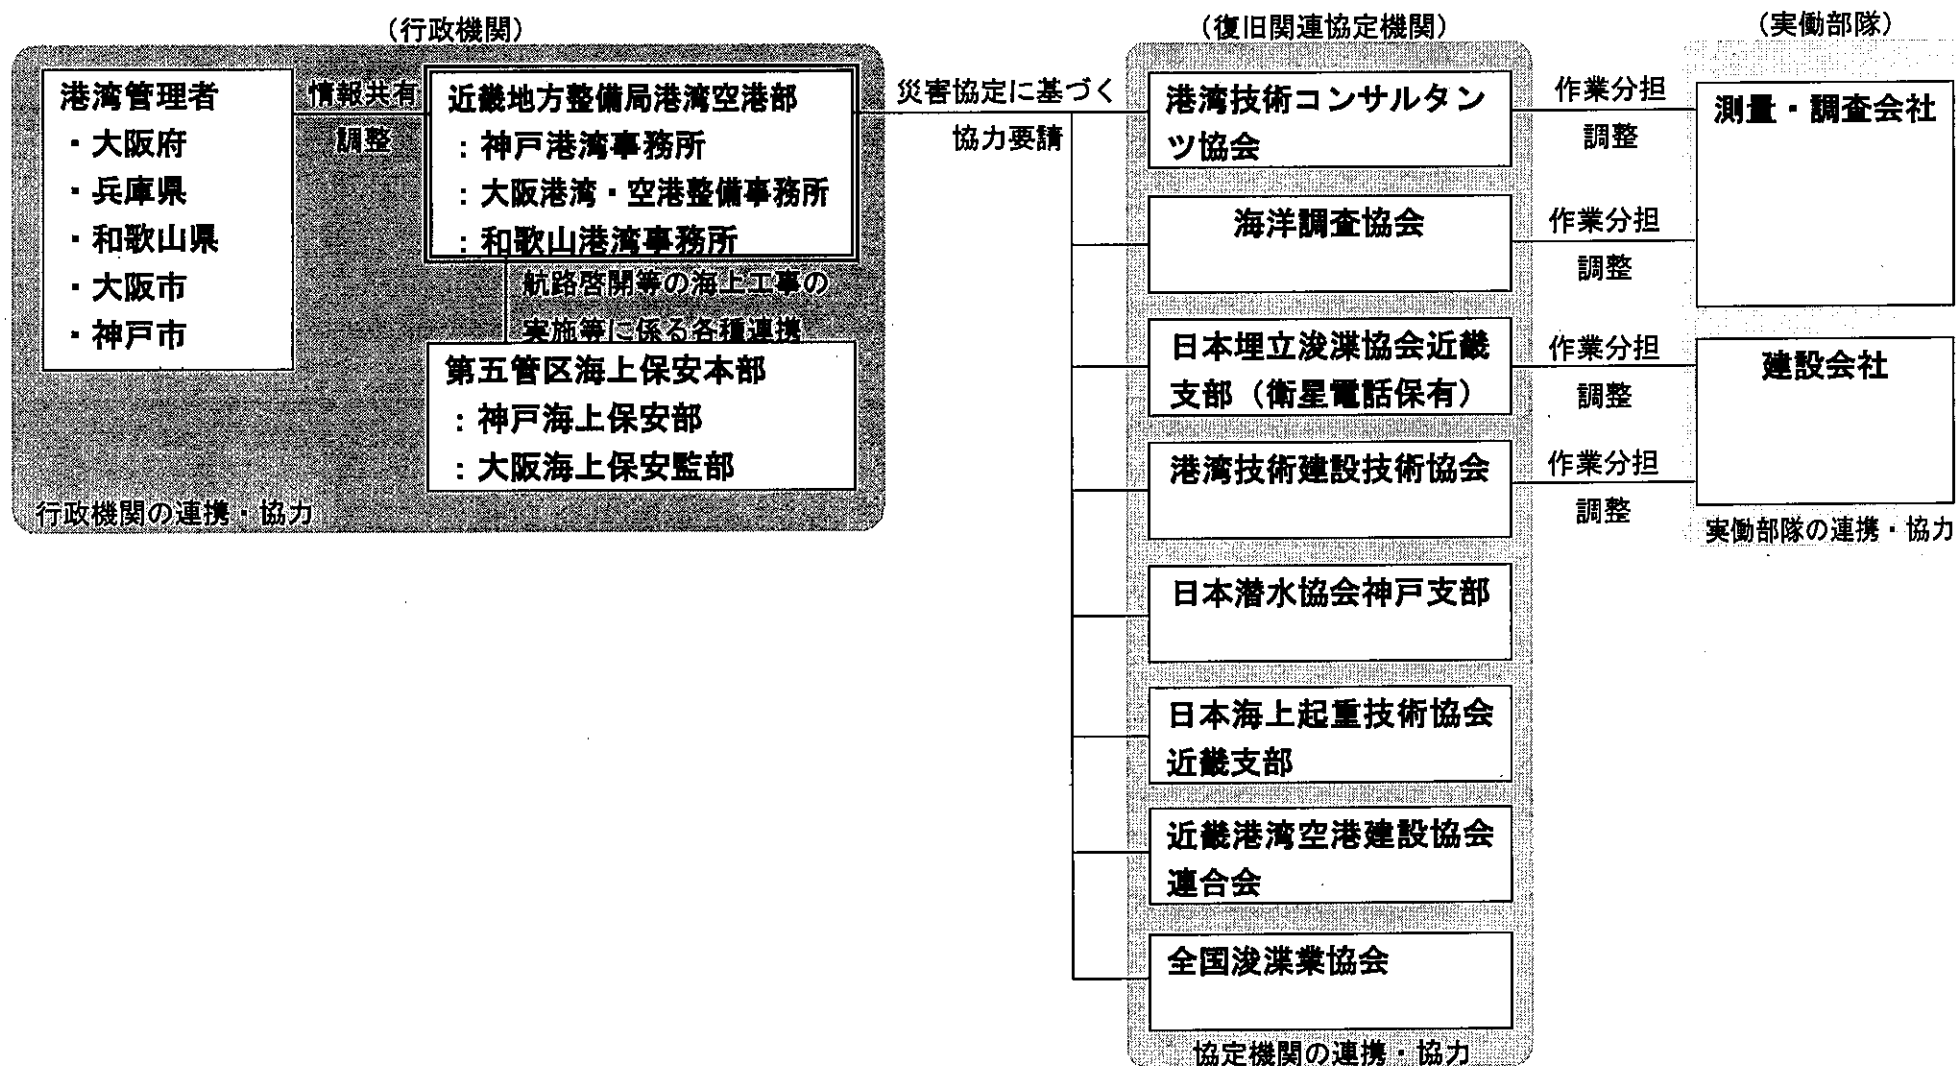 (行政機関)
港湾管理者
・大阪府
・兵庫県
・和歌山県
・大阪市
・神戸市
情報共有
調整
近畿地方整備局港湾空港部
：神戸港湾事務所
：大阪港湾・空港整備事務所
：和歌山港湾事務所
航路啓開等の海上工事の
実施等に係る各種連携
第五管区海上保安本部
：神戸海上保安部
：大阪海上保安監部
行政機関の連携・協力
災害協定に基づく
協力要請
(復旧関連協定機関)
港湾技術コンサルタン
ツ協会
海洋調査協会
日本埋立浚渫協会近畿
支部（衛星電話保有）
港湾技術建設技術協会
日本潜水協会神戸支部
日本海上起重技術協会
近畿支部
近畿港湾空港建設協会
連合会
全国浚渫業協会
協定機関の連携・協力
作業分担
調整
作業分担
調整
作業分担
調整
作業分担
調整
(実働部隊)
測量・調査会社
建設会社
実働部隊の連携・協力